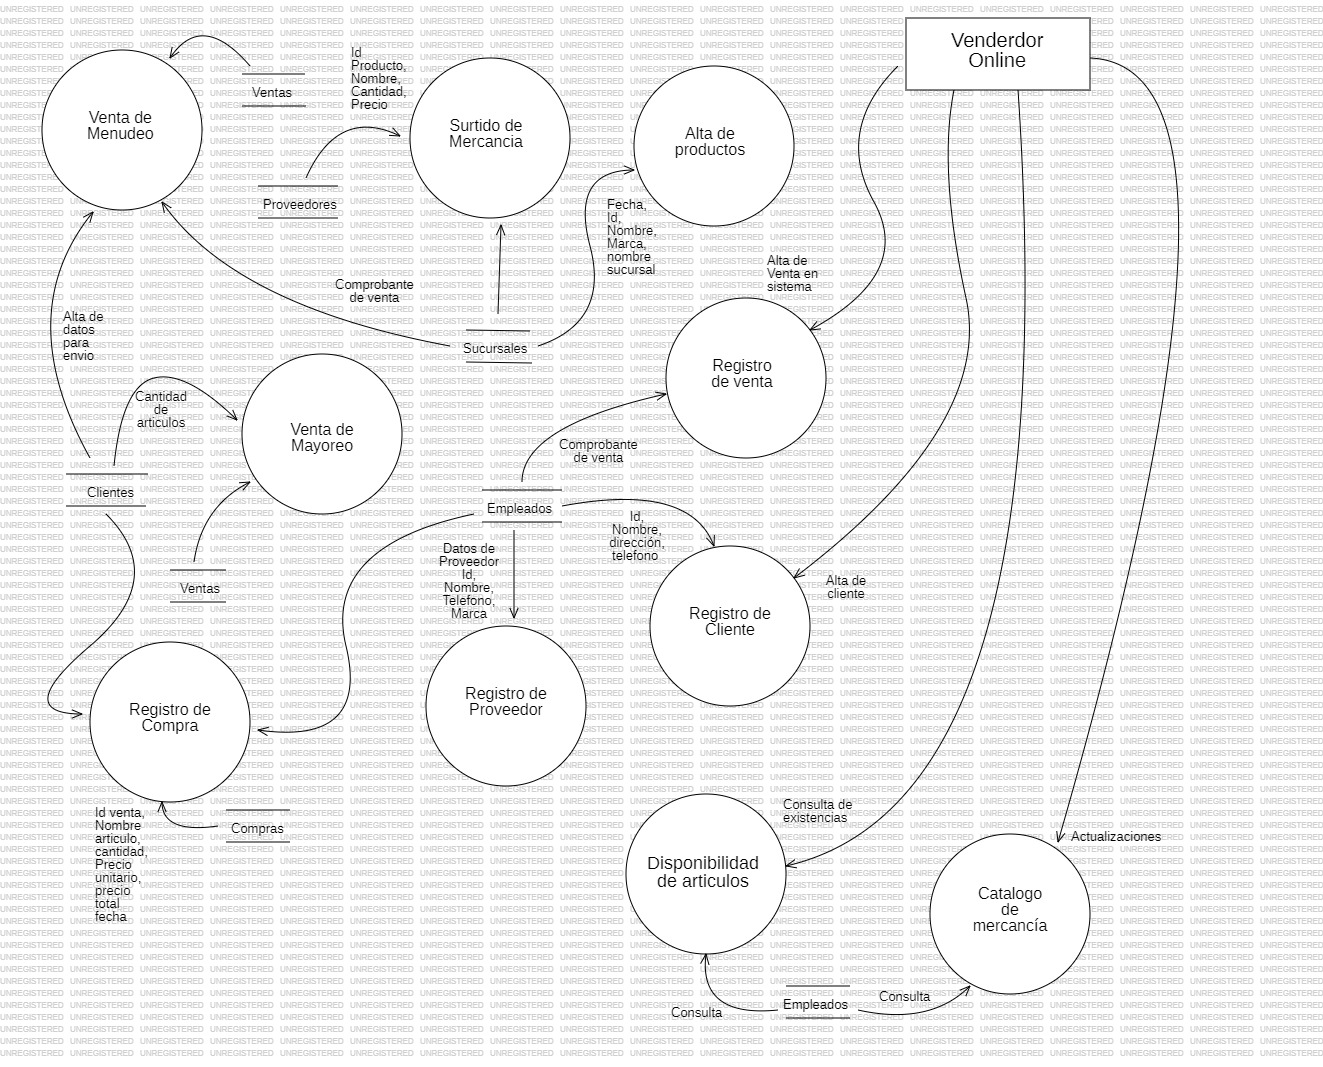 Venderdor
Online
Venta de
Menudeo
Ventas
Id
Producto,
Nombre,
Cantidad,
Precio
Surtido de
Mercancia
Alta de
productos
Proveedores
Fecha,
Id,
Nombre,
Marca,
nombre
sucursal
Comprobante
de venta
Alta de
Venta en
sistema
Sucursales
Alta de
datos
para
envio
Registro
de venta
Cantidad
de
articulos
Venta de
Mayoreo
Comprobante
de venta
Clientes
Empleados
Id,
Nombre,
dirección,
telefono
Datos de
Proveedor
Id,
Nombre,
Telefono,
Marca
Ventas
Alta de
cliente
Registro de
Cliente
Registro de
Compra
Registro de
Proveedor
Id venta,
Nombre
articulo,
cantidad,
Precio
unitario,
precio
total
fecha
Compras
Consulta de
existencias
Actualizaciones
Disponibilidad
de articulos
Catalogo
de
mercancía
Consulta
Empleados
Consulta
UNREGISTERED